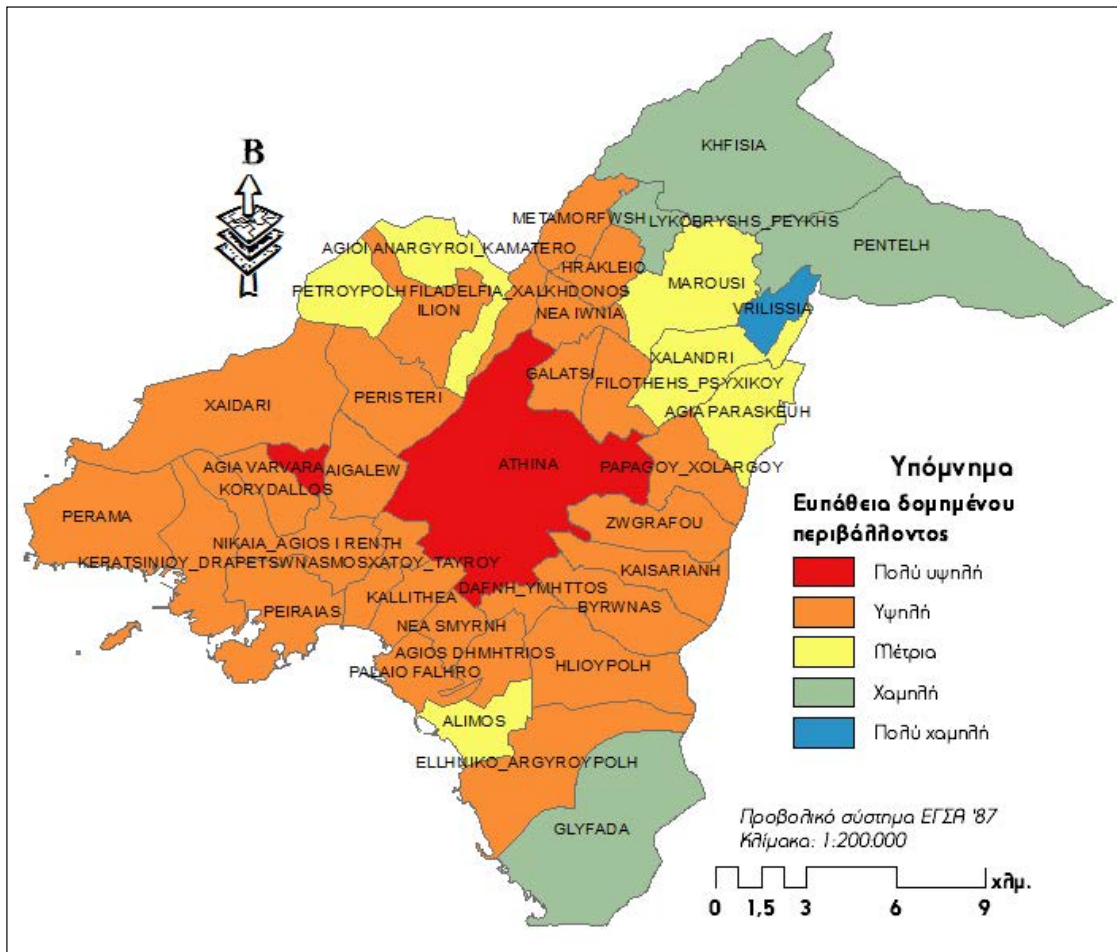 B
KHFISIA
METAMORFWSH
LYKOBRYSHS_PEYKHS
PENTELH
AGIOI ANARGYROI_KAMATERO
HRAKLEIO
MAROUSI
PETROYPOLH
FILADELFIA_XALKHDONOS
ILION
NEA IWNIA
VRILISSIA
XALANDRI
GALATSI
FILOTHEHS_PSYXIKOY
PERISTERI
XAIDARI
AGIA PARASKEUH
ATHINA
PAPAGOY_XOLARGOY
AGIA VARVARA
AIGALEW
KORYDALLOS
PERAMA
ZWGRAFOU
NIKAIA_AGIOS I RENTH
KERATSINIOY_DRAPETSWNAS
MOSXATOY_TAYROY
KAISARIANH
DAFNH_YMHTTOS
KALLITHEA
BYRWNAS
PEIRAIAS
NEA SMYRNH
AGIOS DHMHTRIOS
HLIOYPOLH
PALAIO FALHRO
ALIMOS
ELLHNIKO_ARGYROYPOLH
GLYFADA
Υπόμνημα
Ευπάθεια δομημένου
περιβάλλοντος
Πολύ υψηλή
Υψηλή
Μέτρια
Χαμηλή
Πολύ χαμηλή
Προβολικό σύστημα ΕΓΣΑ '87
Κλίμακα: 1:200.000
χλμ.
0 1,5 3 6 9